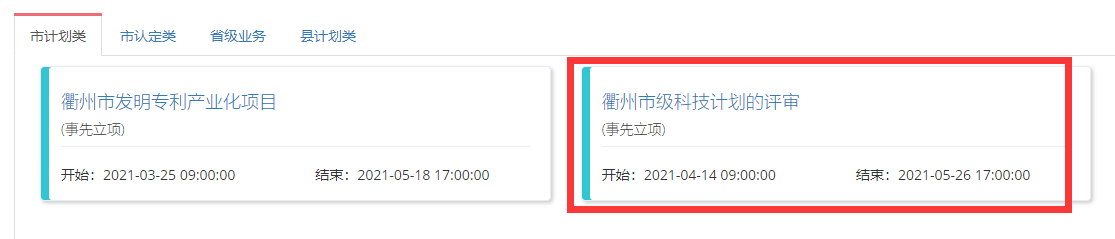 市计划类 市认定类 省级业务 县计划类
衢州市发明专利产业化项目
(事先立项)
开始：2021-03-25 09:00:00 结束：2021-05-18 17:00:00
衢州市级科技计划的评审
(事先立项)
开始：2021-04-14 09:00:00 结束：2021-05-26 17:00:00